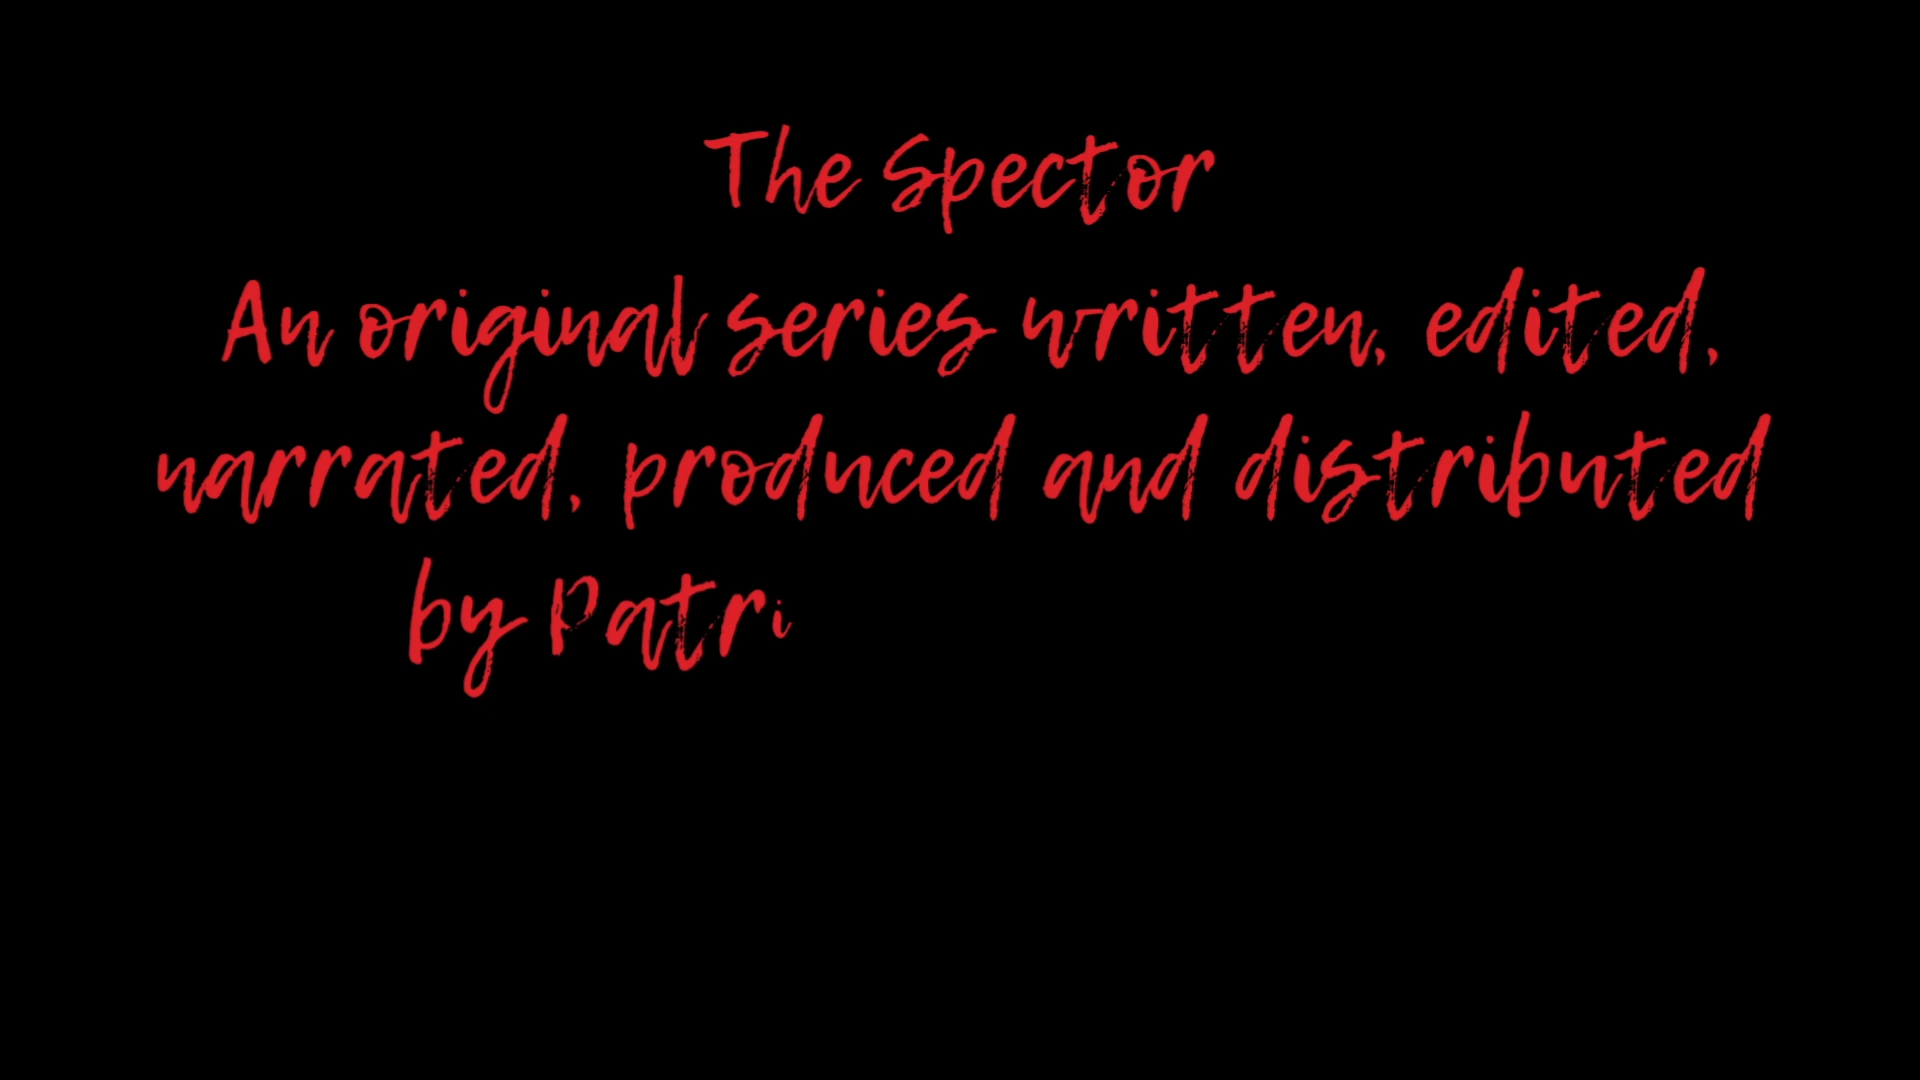 The Spector
An original series written, edited,
narrated, produced and distributed
by Patri